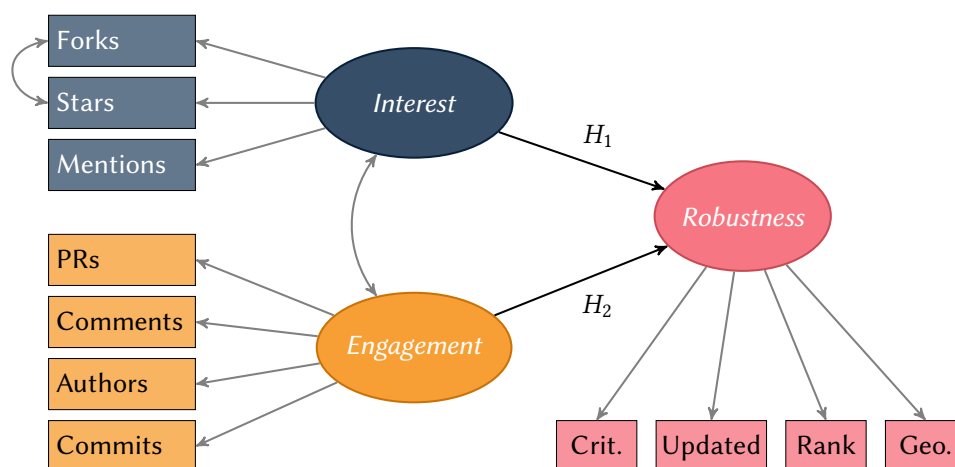 Forks
Stars
Mentions
Interest
H₁
Robustness
PRs
Comments
Authors
Commits
Engagement
H₂
Crit.
Updated
Rank
Geo.